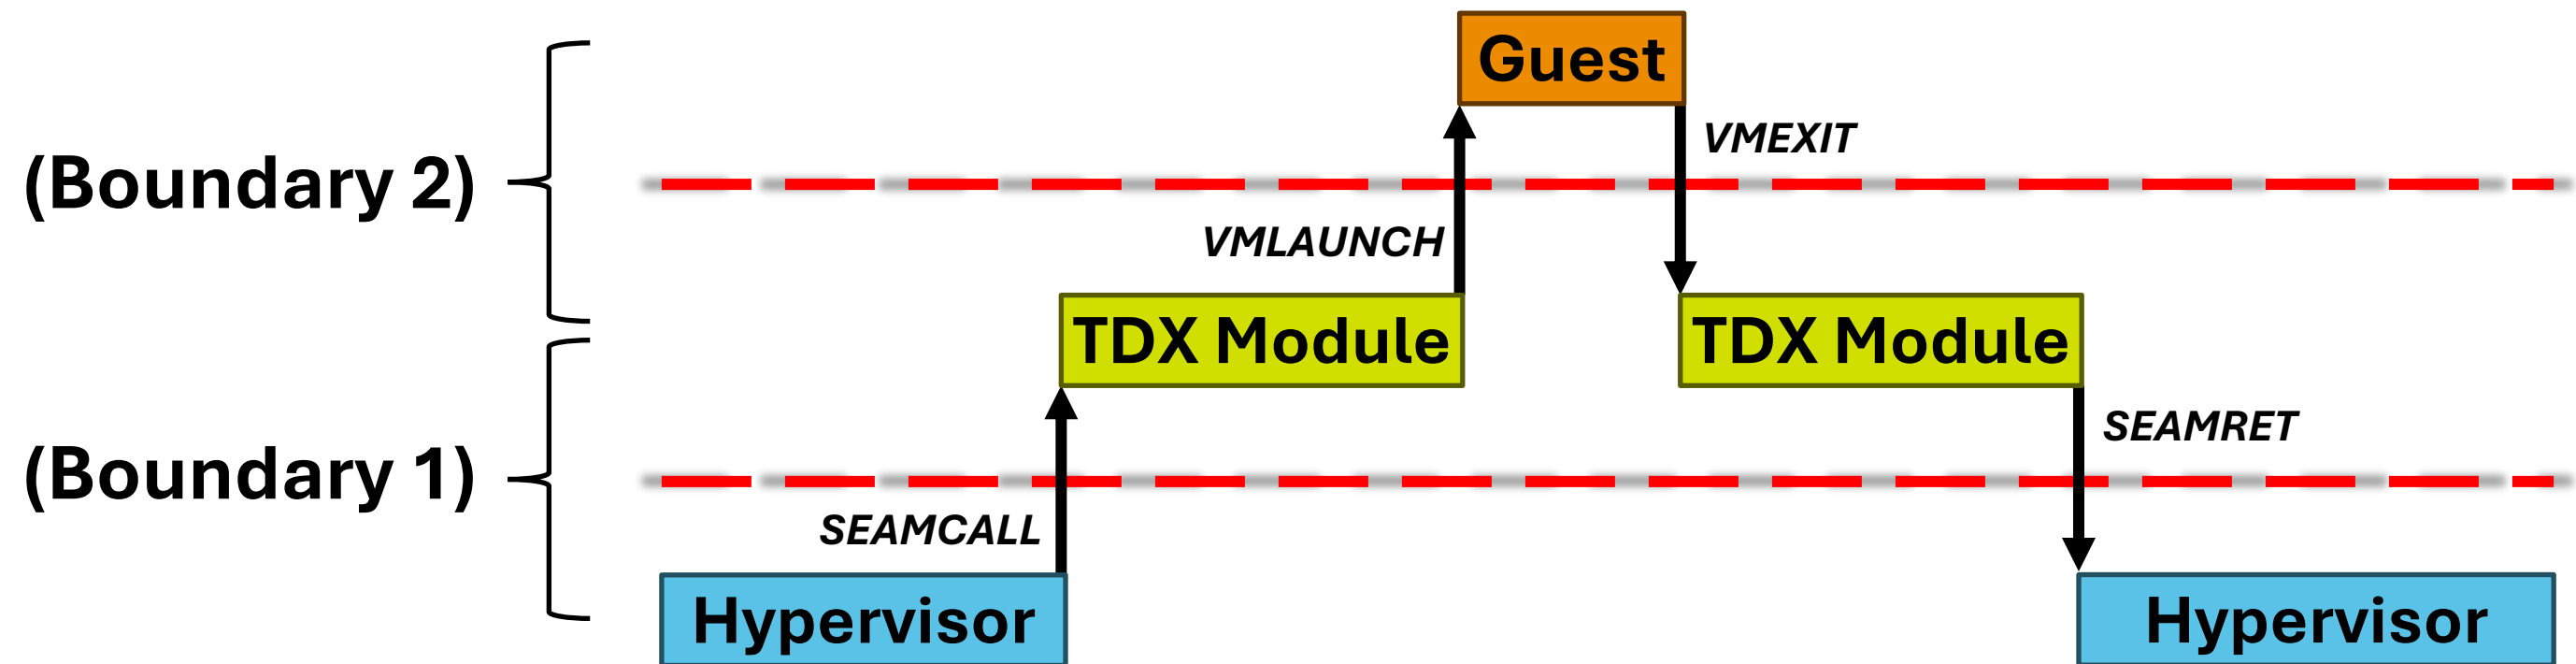 Guest
VMEXIT
(Boundary 2)
VMLAUNCH
TDX Module
TDX Module
SEAMRET
(Boundary 1)
SEAMCALL
Hypervisor
Hypervisor